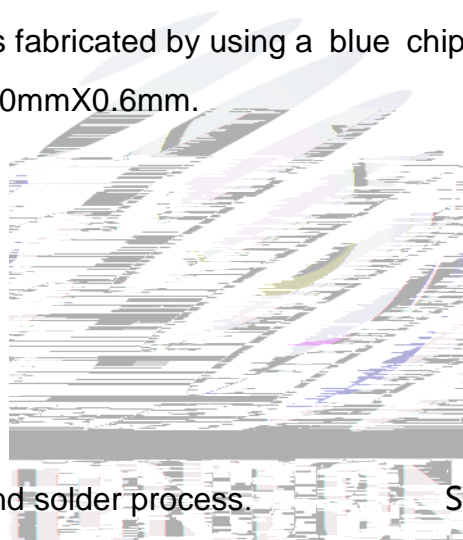 s fabricated by using a blue chip
0mmX0.6mm.
nd solder process. S